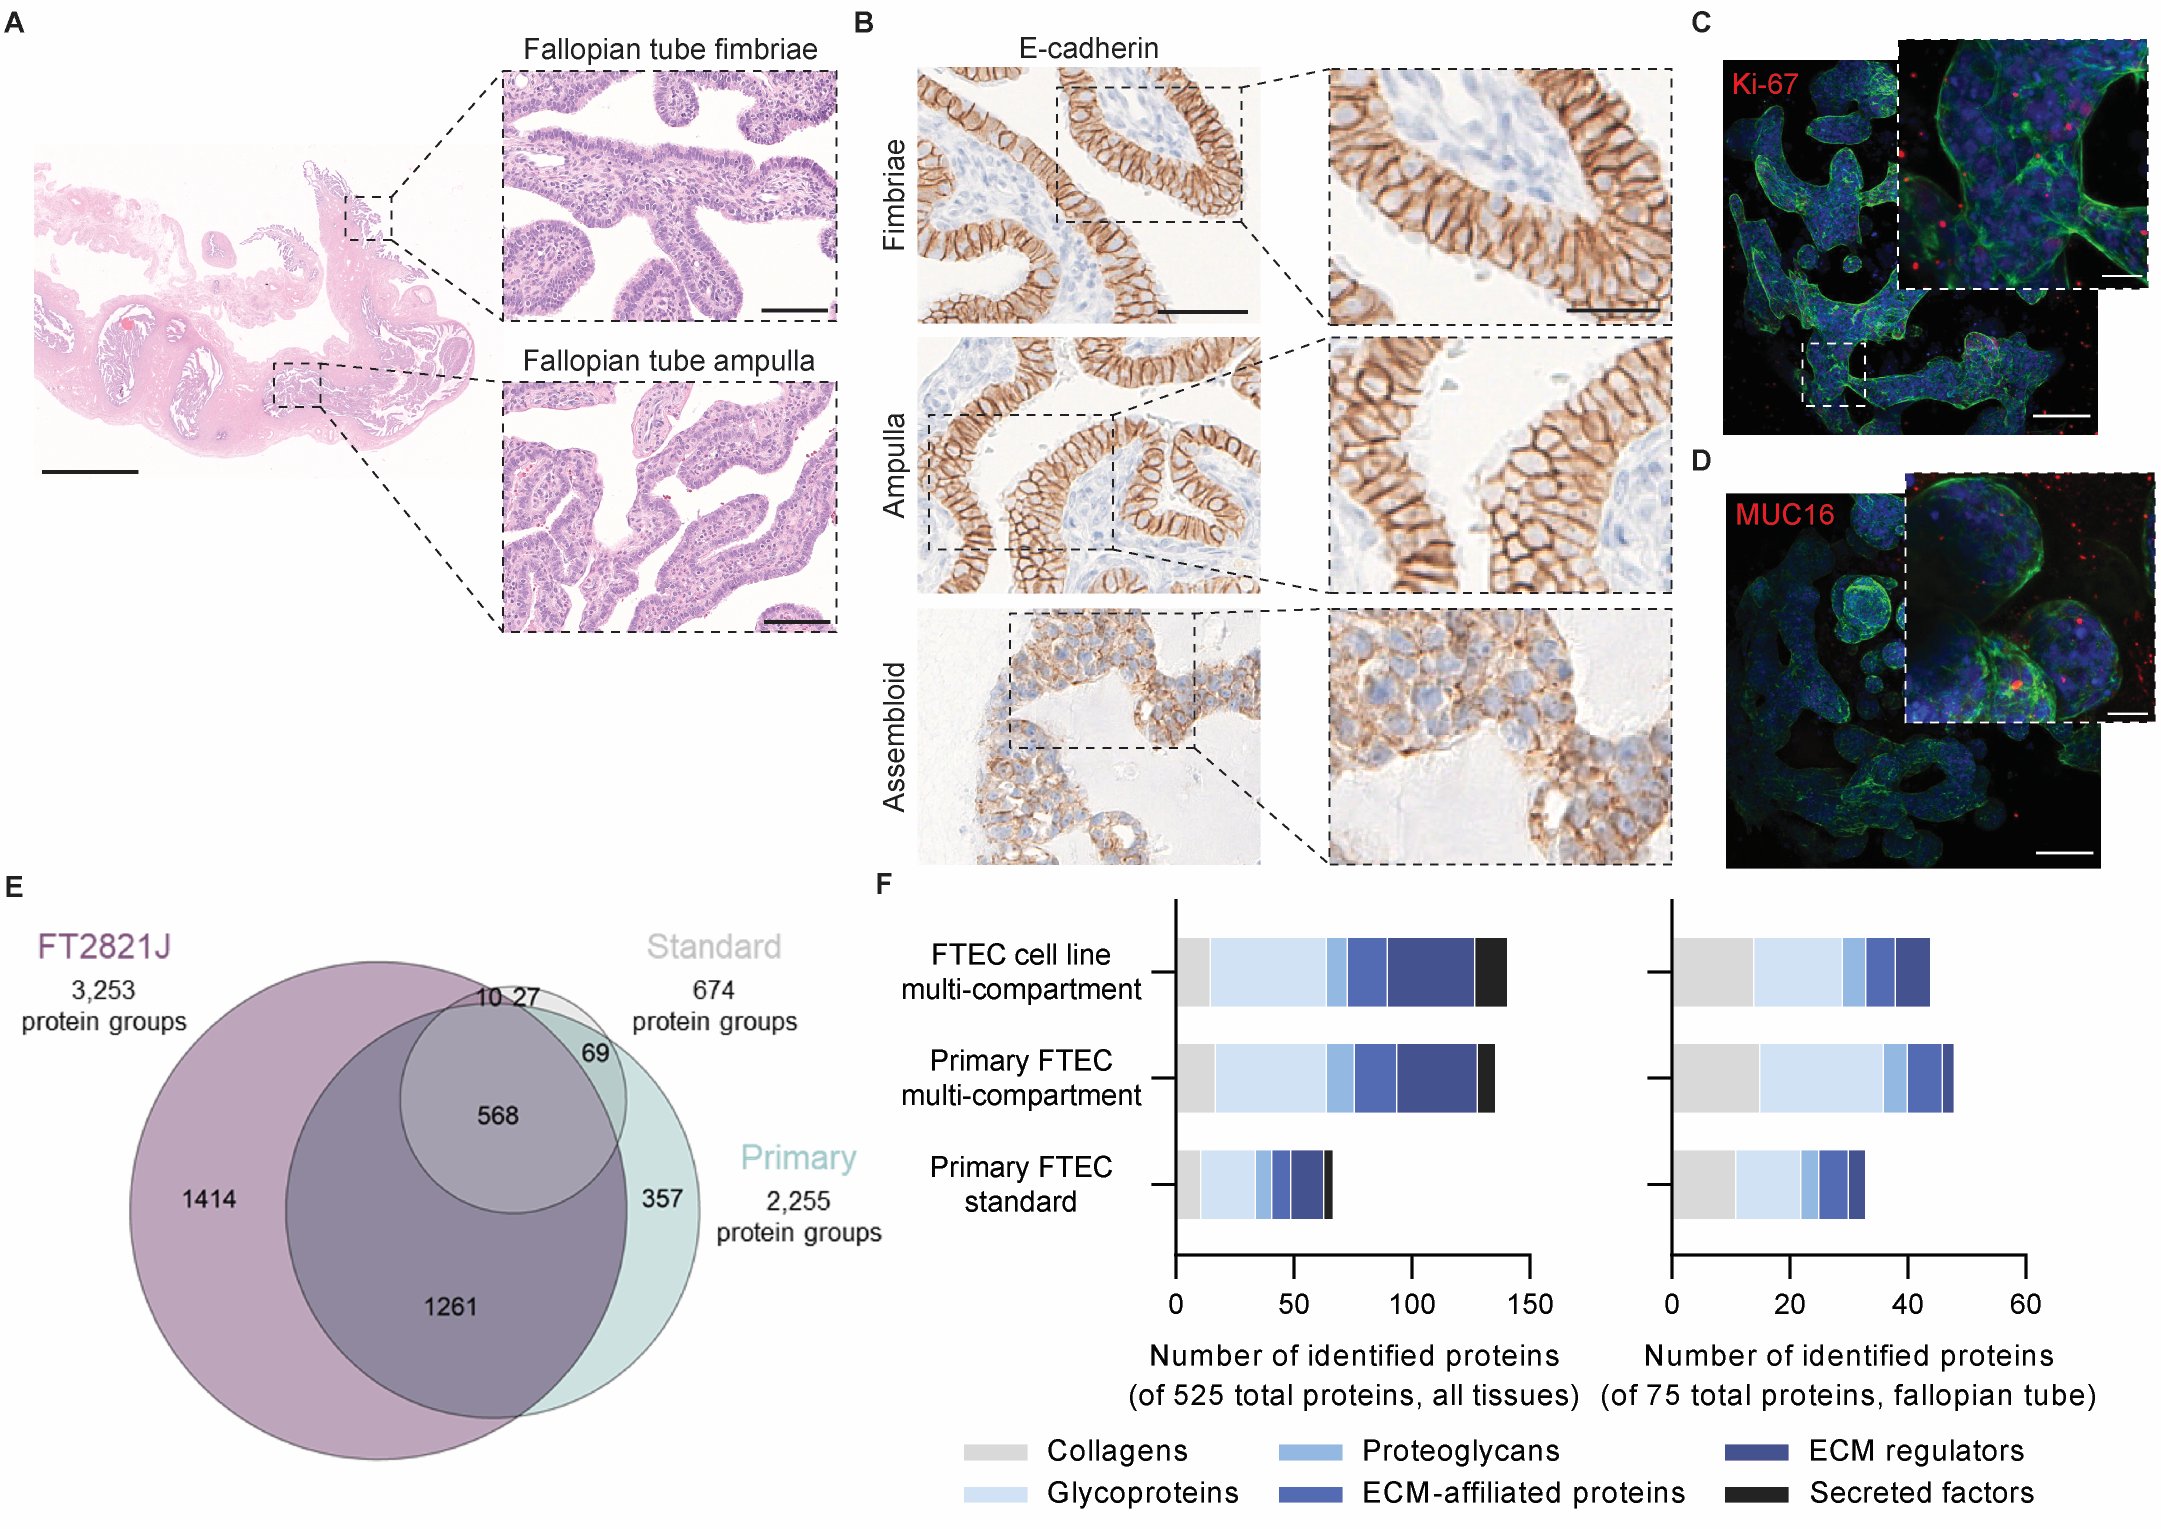 A
Fallopian tube fimbriae
Fallopian tube ampulla
B
E-cadherin
Fimbriae
Ampulla
Assembloid
C
Ki-67
D
MUC16
E
FT2821J
3,253
protein groups
Standard
674
protein groups
Primary
2,255
protein groups
10 27
69
568
1414
357
1261
F
FTEC cell line
multi-compartment
Primary FTEC
multi-compartment
Primary FTEC
standard
0 50 100 150
Number of identified proteins
(of 525 total proteins, all tissues)
0 20 40 60
Number of identified proteins
(of 75 total proteins, fallopian tube)
Collagens
Proteoglycans
ECM regulators
Glycoproteins
ECM-affiliated proteins
Secreted factors